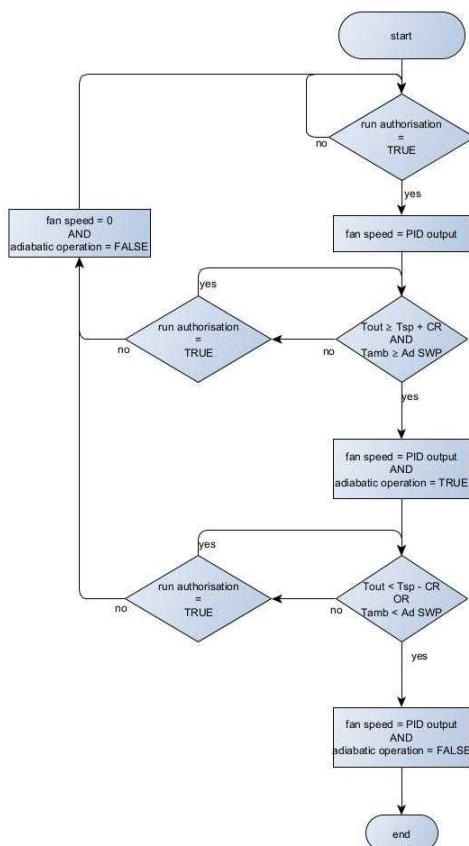 start
run authorisation
=
TRUE
no
yes
fan speed = 0
AND
adiabatic operation = FALSE
fan speed = PID output
yes
run authorisation
=
TRUE
no
Tout ≥ Tsp + CR
AND
Tamb ≥ Ad SWP
no
yes
fan speed = PID output
AND
adiabatic operation = TRUE
yes
run authorisation
=
TRUE
no
Tout < Tsp - CR
OR
Tamb < Ad SWP
no
yes
fan speed = PID output
AND
adiabatic operation = FALSE
end